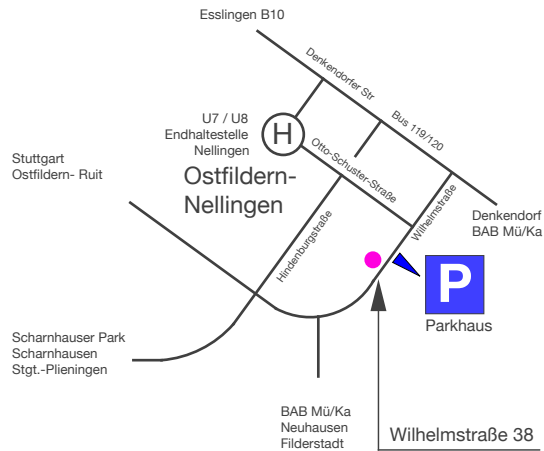 Esslingen B10
Denkendorfer Str
Bus 119/120
U7 / U8
Endhaltestelle
Nellingen
H
Otto-Schuster-Straße
Stuttgart
Ostfildern- Ruit
Ostfildern-
Nellingen
Wilhelmstraße
Denkendorf
BAB Mü/Ka
Hindenburgstraße
P
Parkhaus
Scharnhauser Park
Scharnhausen
Stgt.-Plieningen
BAB Mü/Ka
Neuhausen
Filderstadt
Wilhelmstraße 38